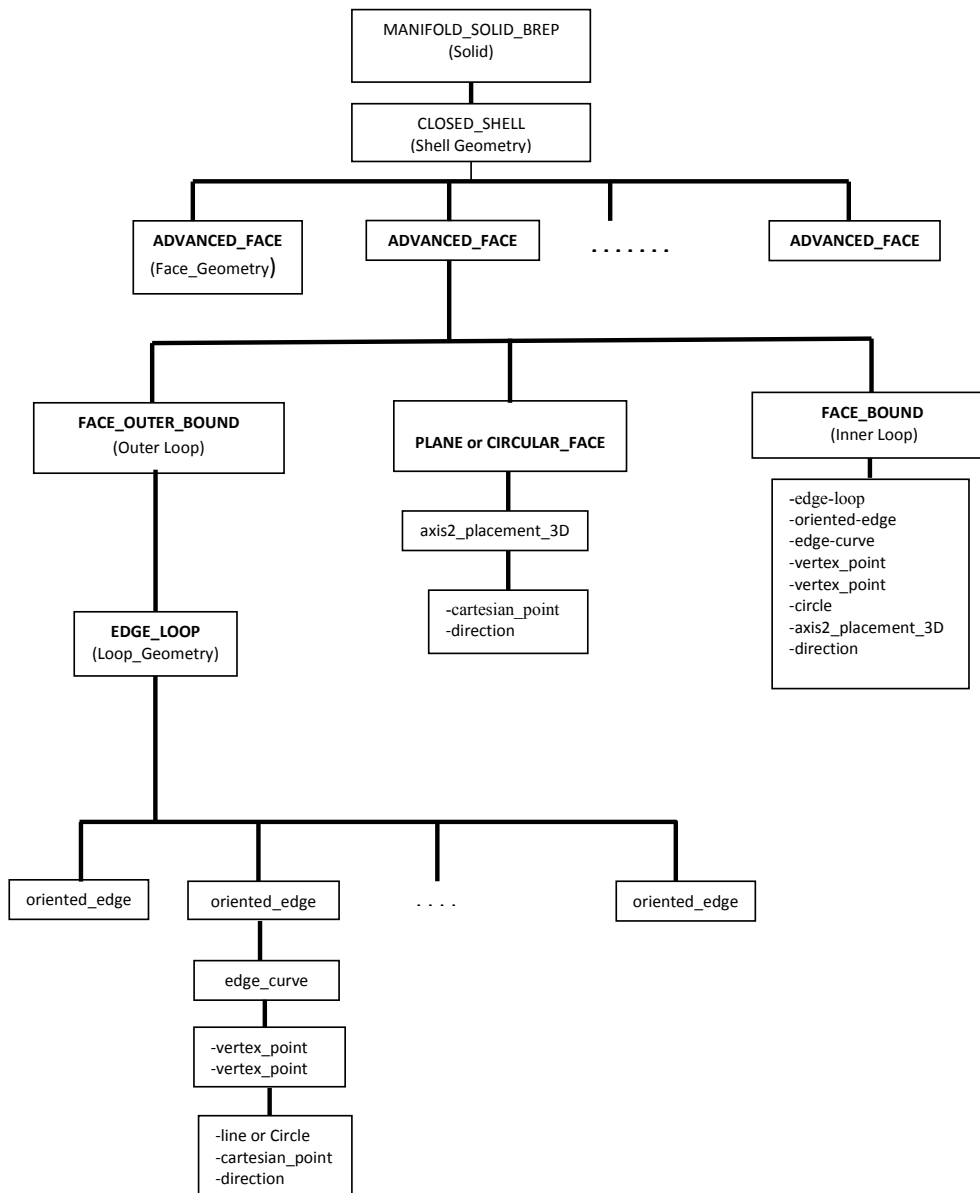 MANIFOLD_SOLID_BREP
(Solid)
CLOSED_SHELL
(Shell Geometry)
ADVANCED_FACE
(Face_Geometry)
ADVANCED_FACE
. . . . . . .
ADVANCED_FACE
FACE_OUTER_BOUND
(Outer Loop)
PLANE or CIRCULAR_FACE
FACE_BOUND
(Inner Loop)
axis2_placement_3D
-cartesian_point
-direction
-edge-loop
-oriented-edge
-edge-curve
-vertex_point
-vertex_point
-circle
-axis2_placement_3D
-direction
EDGE_LOOP
(Loop_Geometry)
oriented_edge
oriented_edge
. . . .
oriented_edge
edge_curve
-vertex_point
-vertex_point
-line or Circle
-cartesian_point
-direction